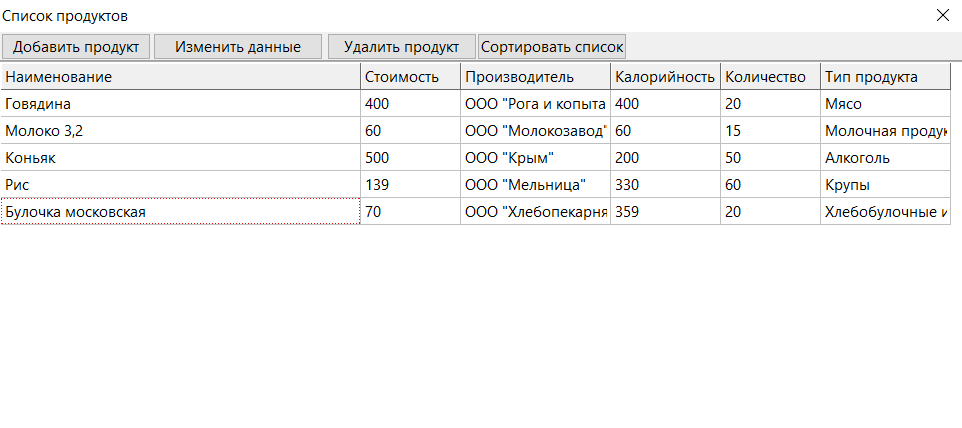 Список продуктов
Добавить продукт Изменить данные Удалить продукт Сортировать список
Наименование Стоимость Производитель Калорийность Количество Тип продукта
Говядина 400 ООО "Рога и копыта 400 20 Мясо
Молоко 3,2 60 ООО "Молокозавод" 60 15 Молочная продук
Коньяк 500 ООО "Крым" 200 50 Алкоголь
Рис 139 ООО "Мельница" 330 60 Крупы
Булочка московская 70 ООО "Хлебопекарня 359 20 Хлебобулочные и